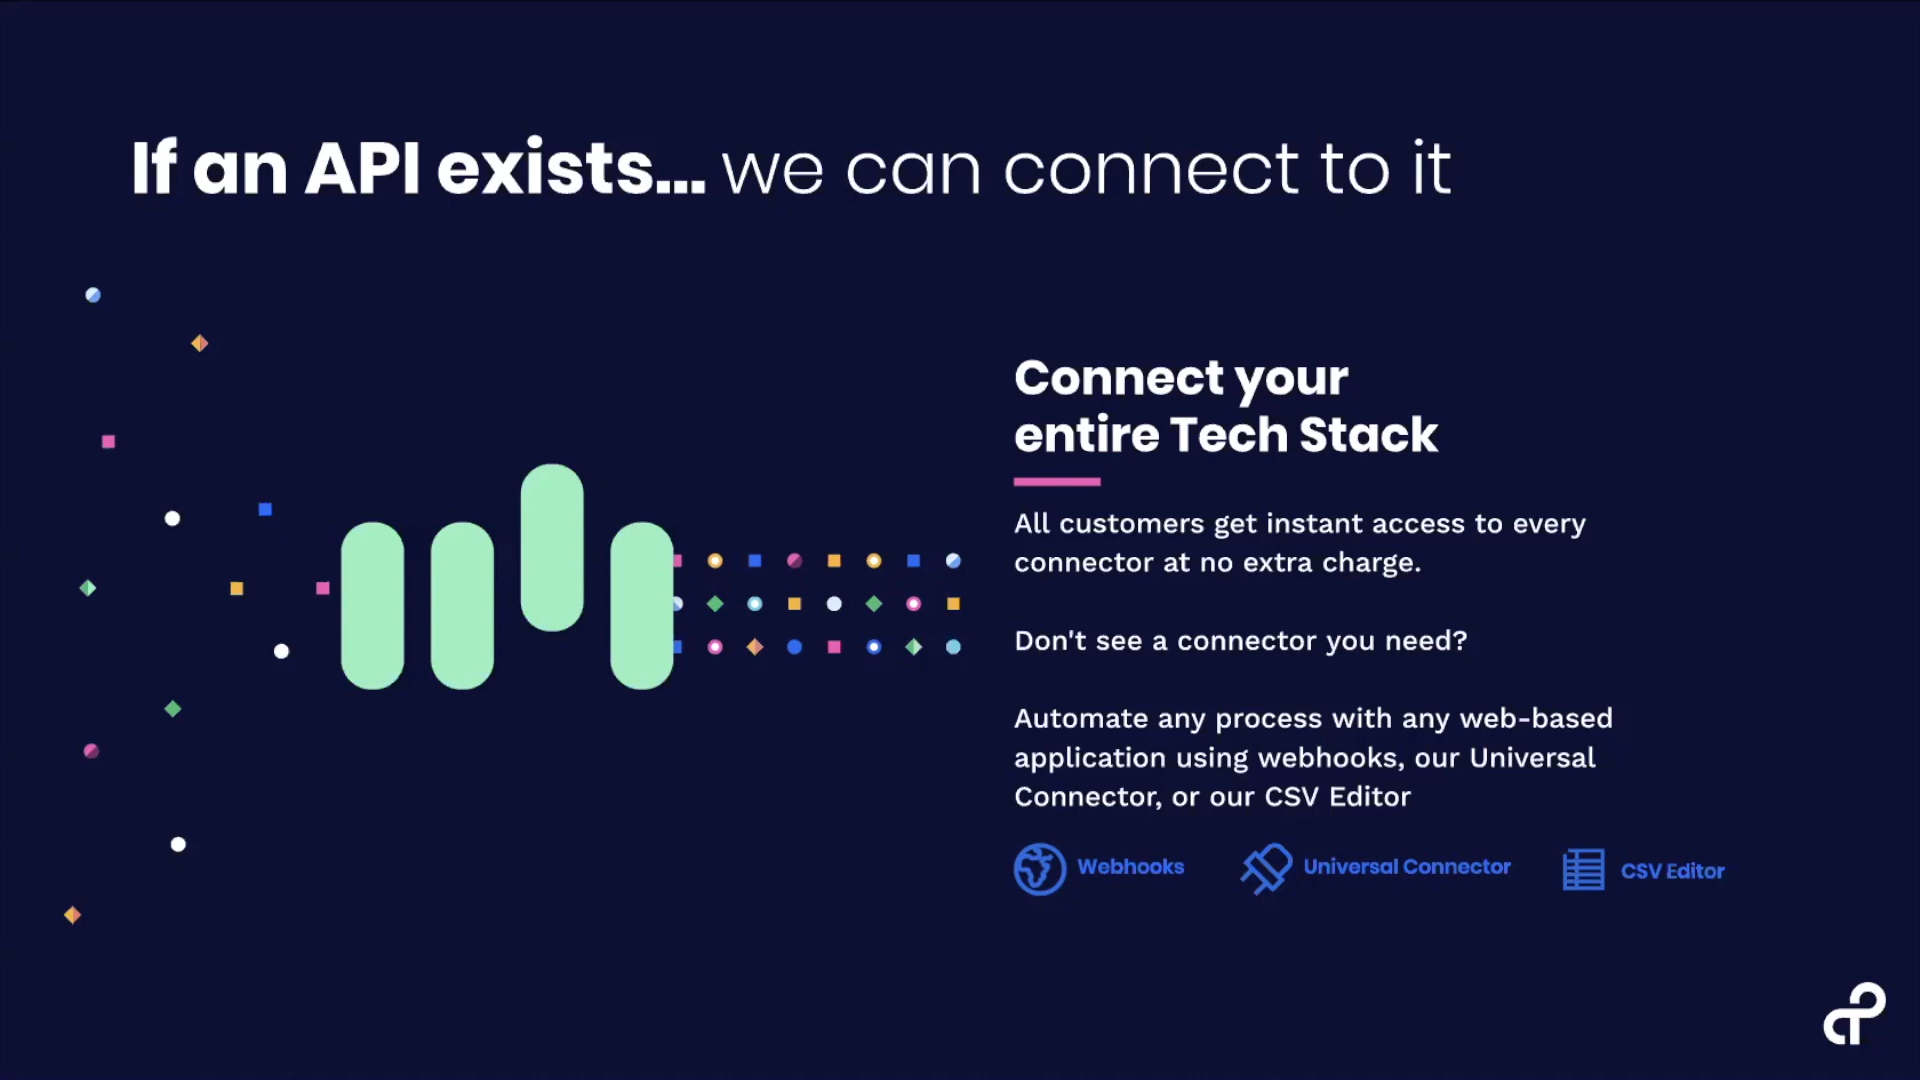 If an API exists... we can connect to it
Connect your
entire Tech Stack
All customers get instant access to every
connector at no extra charge.
Don't see a connector you need?
Automate any process with any web-based
application using webhooks, our Universal
Connector, or our CSV Editor
Webhooks
Universal Connector
CSV Editor